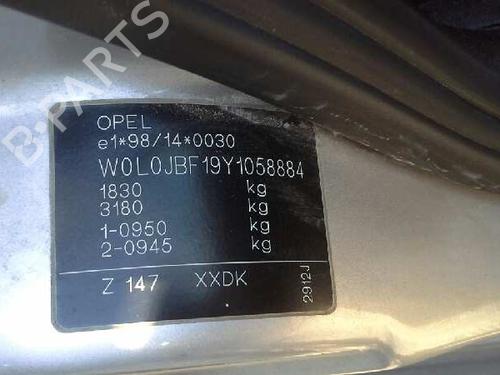 B-PARTS
OPEL
e1*98/14*0030
W0L0JBF19Y1058884
1830 kg
3180 kg
1-0950 kg
2-0945 kg
Z 147 XXDK
2912J